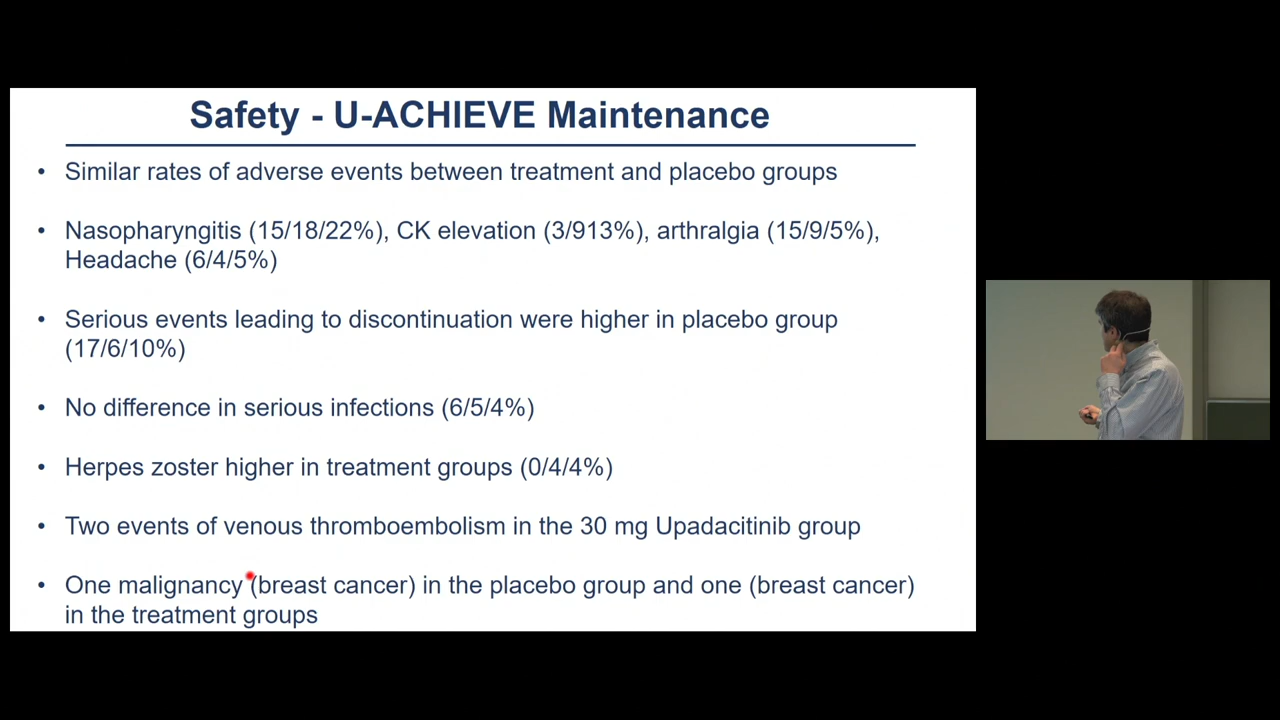 Safety - U-ACHIEVE Maintenance
• Similar rates of adverse events between treatment and placebo groups
• Nasopharyngitis (15/18/22%), CK elevation (3/913%), arthralgia (15/9/5%),
Headache (6/4/5%)
• Serious events leading to discontinuation were higher in placebo group
(17/6/10%)
• No difference in serious infections (6/5/4%)
• Herpes zoster higher in treatment groups (0/4/4%)
• Two events of venous thromboembolism in the 30 mg Upadacitinib group
• One malignancy (breast cancer) in the placebo group and one (breast cancer)
in the treatment groups